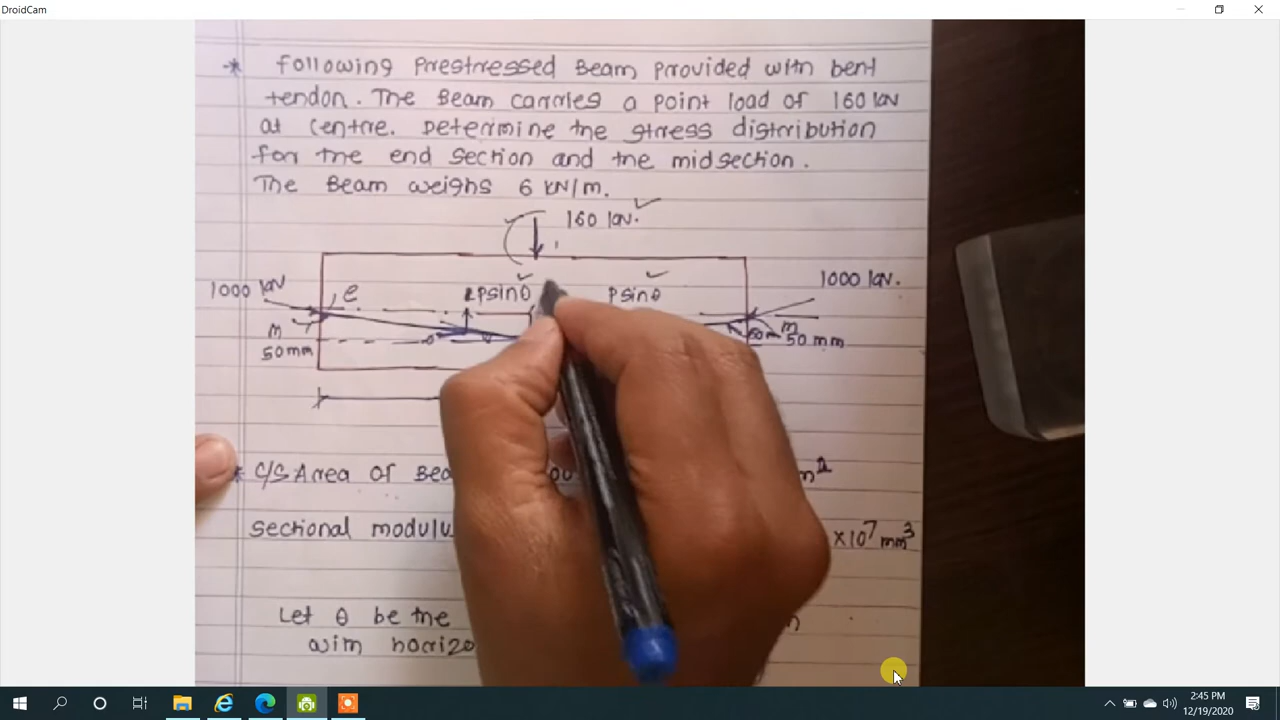 DroidCam
* Following Prestressed Beam provided with bent
tendon. The Beam carries a point load of 160 kN
at centre. Determine the stress distribution
for the end section and the midsection.
The Beam weighs 6 kN/m.
160 kN.
1000 kN
e
2Psinθ
Psinθ
1000 kN.
m
50mm
m
50 mm
* C/S Area of Bea
m²
Sectional modulu
×10⁷ mm³
Let θ be the
with horizo
2:45 PM
12/19/2020